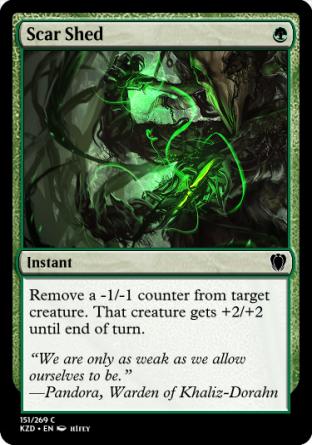 Scar Shed
Instant
Remove a -1/-1 counter from target
creature. That creature gets +2/+2
until end of turn.
“We are only as weak as we allow
ourselves to be.”
—Pandora, Warden of Khaliz-Dorahn
151/269 C
KZD • EN HÍFLY